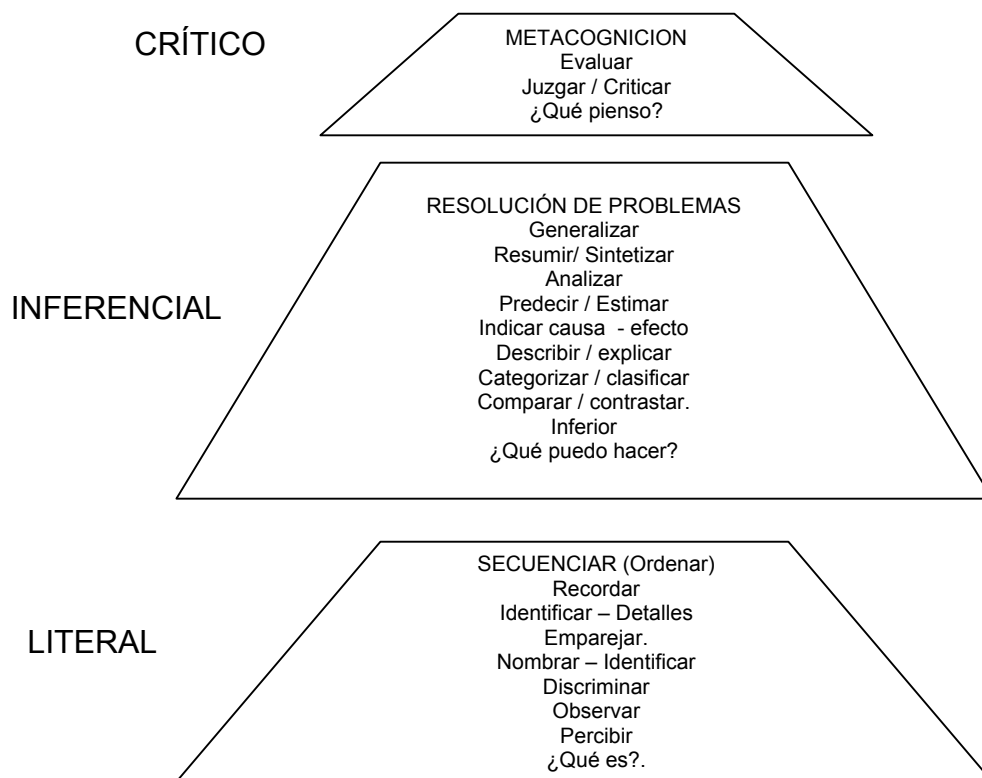 CRÍTICO
METACOGNICION
Evaluar
Juzgar / Criticar
¿Qué pienso?
INFERENCIAL
RESOLUCIÓN DE PROBLEMAS
Generalizar
Resumir/ Sintetizar
Analizar
Predecir / Estimar
Indicar causa - efecto
Describir / explicar
Categorizar / clasificar
Comparar / contrastar.
Inferior
¿Qué puedo hacer?
LITERAL
SECUENCIAR (Ordenar)
Recordar
Identificar – Detalles
Emparejar.
Nombrar – Identificar
Discriminar
Observar
Percibir
¿Qué es?.